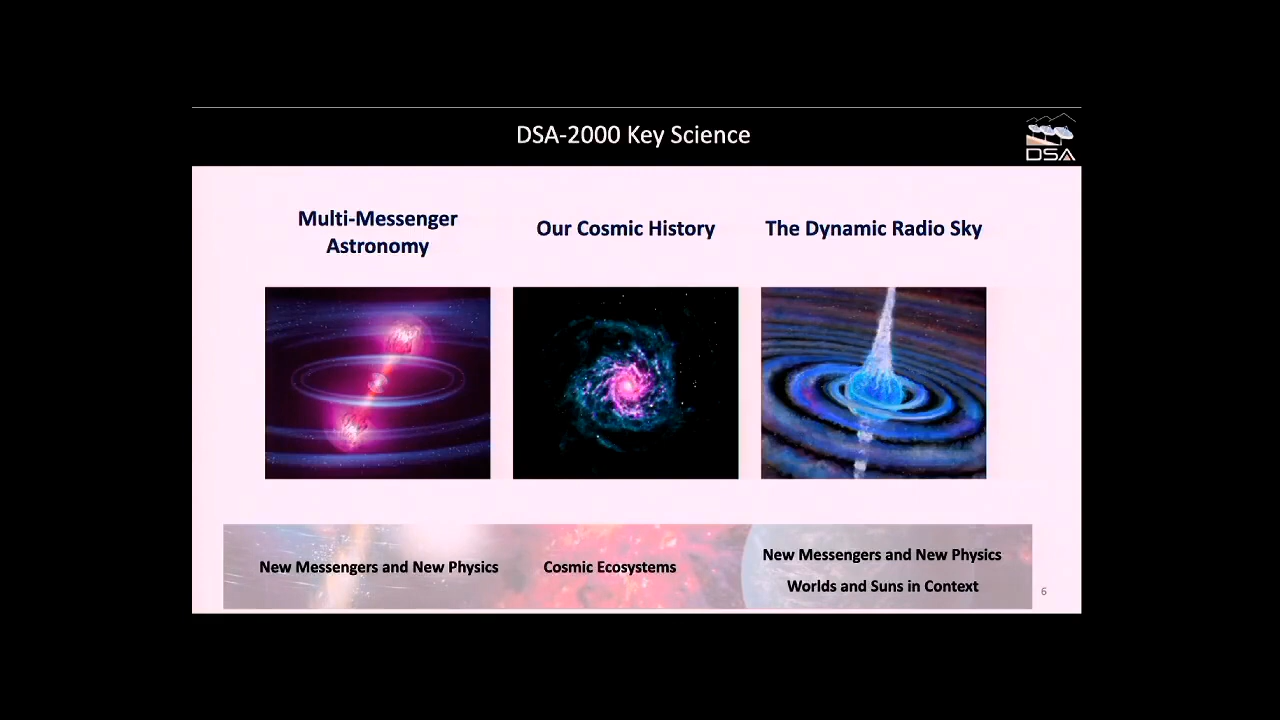 DSA-2000 Key Science
DSA
Multi-Messenger
Astronomy
Our Cosmic History
The Dynamic Radio Sky
New Messengers and New Physics
Cosmic Ecosystems
New Messengers and New Physics
Worlds and Suns in Context
6